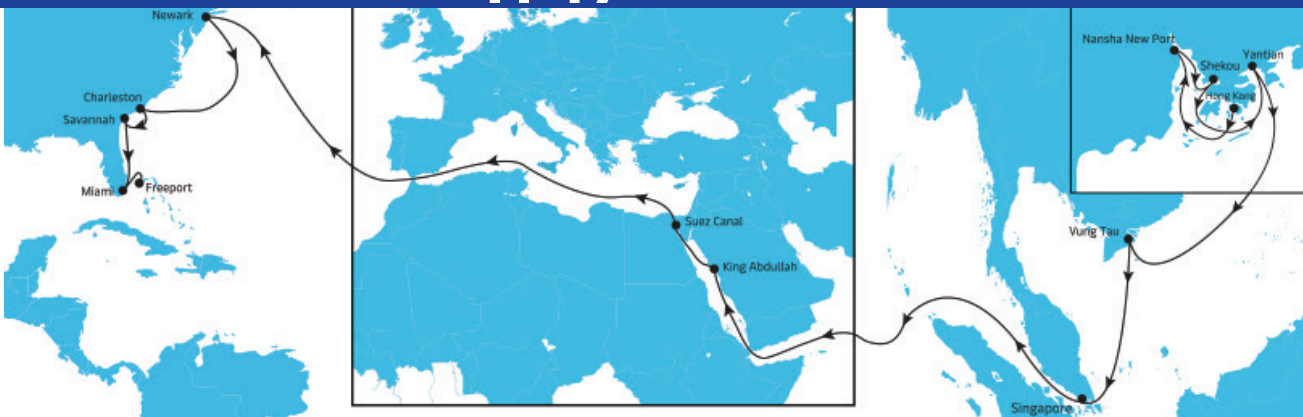 Newark
Charleston
Savannah
Miami
Freeport
Suez Canal
King Abdullah
Nansha New Port
Yantian
Shekou
Hong Kong
Vung Tau
Singapore